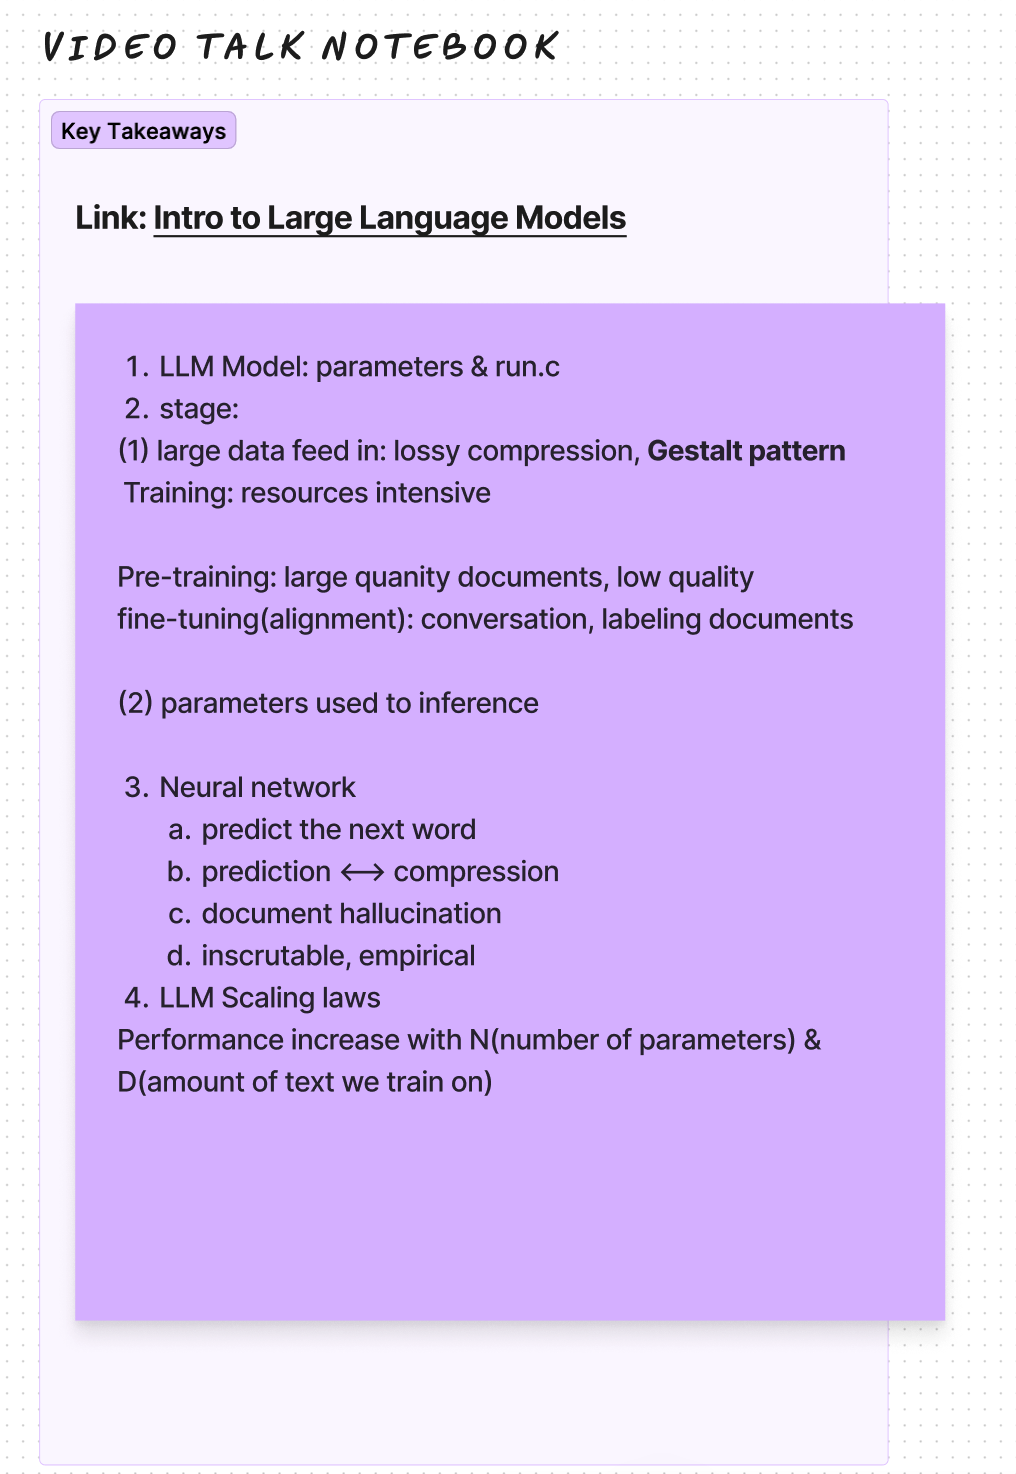 VIDEO TALK NOTEBOOK
Key Takeaways
Link: Intro to Large Language Models
1. LLM Model: parameters & run.c
2. stage:
(1) large data feed in: lossy compression, Gestalt pattern
Training: resources intensive
Pre-training: large quanity documents, low quality
fine-tuning(alignment): conversation, labeling documents
(2) parameters used to inference
3. Neural network
a. predict the next word
b. prediction <-> compression
c. document hallucination
d. inscrutable, empirical
4. LLM Scaling laws
Performance increase with N(number of parameters) &
D(amount of text we train on)